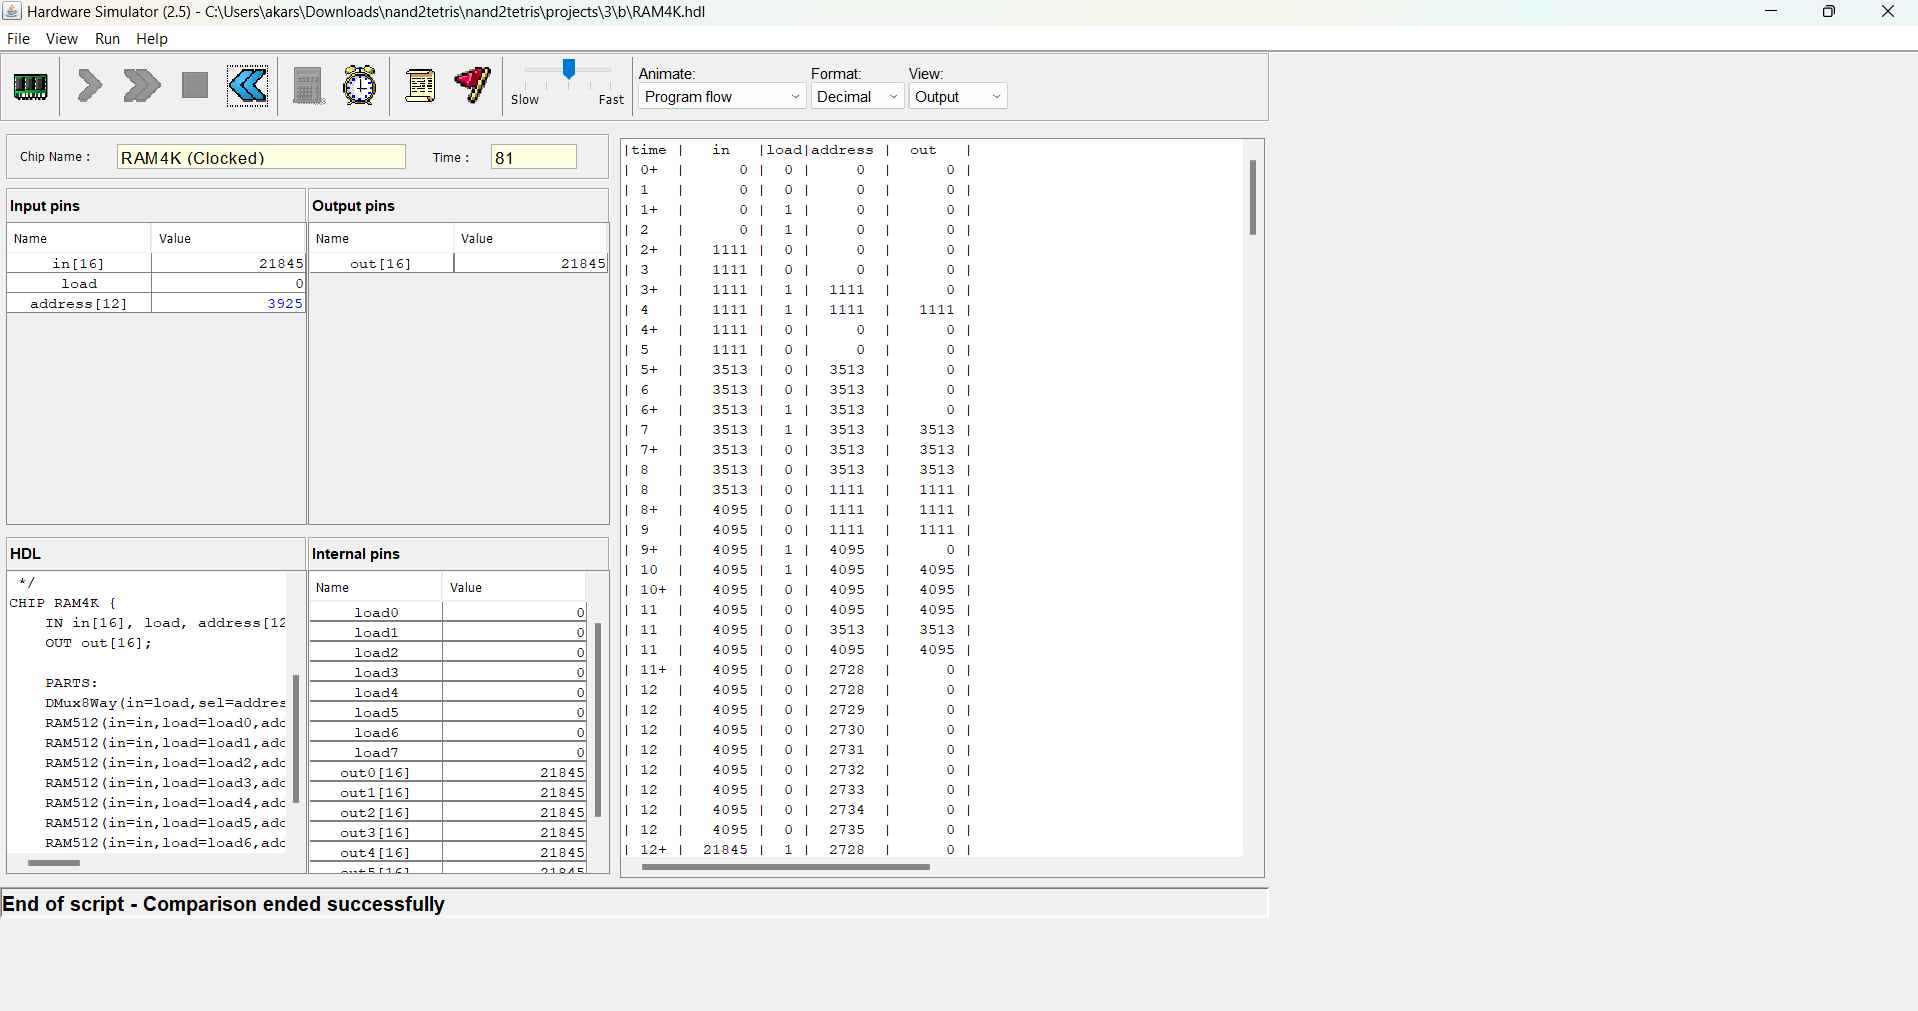 Hardware Simulator (2.5) - C:\Users\akars\Downloads\nand2tetris\nand2tetris\projects\3\b\RAM4K.hdl
File View Run Help
Slow Fast
Animate: Format: View:
Program flow Decimal Output
Chip Name : RAM4K (Clocked) Time : 81
Input pins
Name Value
in[16] 21845
load 0
address[12] 3925
Output pins
Name Value
out[16] 21845
HDL
*/
CHIP RAM4K {
IN in[16], load, address[12
OUT out[16];
PARTS:
DMux8Way(in=load,sel=addres
RAM512(in=in,load=load0,add
RAM512(in=in,load=load1,add
RAM512(in=in,load=load2,add
RAM512(in=in,load=load3,add
RAM512(in=in,load=load4,add
RAM512(in=in,load=load5,add
RAM512(in=in,load=load6,add
Internal pins
Name Value
load0 0
load1 0
load2 0
load3 0
load4 0
load5 0
load6 0
load7 0
out0[16] 21845
out1[16] 21845
out2[16] 21845
out3[16] 21845
out4[16] 21845
out5[16] 21845
|time | in |load|address | out |
| 0+ | 0 | 0 | 0 | 0 |
| 1 | 0 | 0 | 0 | 0 |
| 1+ | 0 | 1 | 0 | 0 |
| 2 | 0 | 1 | 0 | 0 |
| 2+ | 1111 | 0 | 0 | 0 |
| 3 | 1111 | 0 | 0 | 0 |
| 3+ | 1111 | 1 | 1111 | 0 |
| 4 | 1111 | 1 | 1111 | 1111 |
| 4+ | 1111 | 0 | 0 | 0 |
| 5 | 1111 | 0 | 0 | 0 |
| 5+ | 3513 | 0 | 3513 | 0 |
| 6 | 3513 | 0 | 3513 | 0 |
| 6+ | 3513 | 1 | 3513 | 0 |
| 7 | 3513 | 1 | 3513 | 3513 |
| 7+ | 3513 | 0 | 3513 | 3513 |
| 8 | 3513 | 0 | 3513 | 3513 |
| 8 | 3513 | 0 | 1111 | 1111 |
| 8+ | 4095 | 0 | 1111 | 1111 |
| 9 | 4095 | 0 | 1111 | 1111 |
| 9+ | 4095 | 1 | 4095 | 0 |
| 10 | 4095 | 1 | 4095 | 4095 |
| 10+ | 4095 | 0 | 4095 | 4095 |
| 11 | 4095 | 0 | 4095 | 4095 |
| 11 | 4095 | 0 | 3513 | 3513 |
| 11 | 4095 | 0 | 4095 | 4095 |
| 11+ | 4095 | 0 | 2728 | 0 |
| 12 | 4095 | 0 | 2728 | 0 |
| 12 | 4095 | 0 | 2729 | 0 |
| 12 | 4095 | 0 | 2730 | 0 |
| 12 | 4095 | 0 | 2731 | 0 |
| 12 | 4095 | 0 | 2732 | 0 |
| 12 | 4095 | 0 | 2733 | 0 |
| 12 | 4095 | 0 | 2734 | 0 |
| 12 | 4095 | 0 | 2735 | 0 |
| 12+ | 21845 | 1 | 2728 | 0 |
End of script - Comparison ended successfully